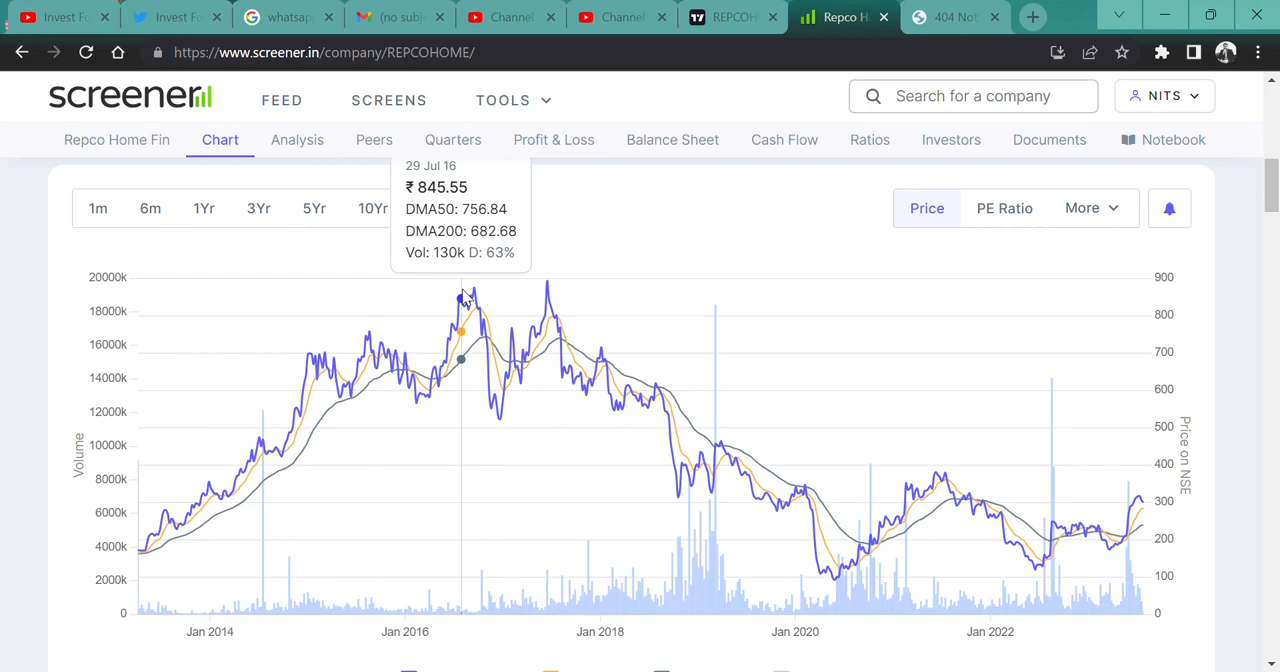 Invest Fo
Invest Fo
whatsap
(no subj
Channel
Channel
REPCOH
Repco H
404 Not
https://www.screener.in/company/REPCOHOME/
screener
FEED
SCREENS
TOOLS
Search for a company
NITS
Repco Home Fin
Chart
Analysis
Peers
Quarters
Profit & Loss
Balance Sheet
Cash Flow
Ratios
Investors
Documents
Notebook
1m
6m
1Yr
3Yr
5Yr
10Yr
29 Jul 16
₹ 845.55
DMA50: 756.84
DMA200: 682.68
Vol: 130k D: 63%
Price
PE Ratio
More
20000k
18000k
16000k
14000k
12000k
10000k
8000k
6000k
4000k
2000k
0
Volume
900
800
700
600
500
400
300
200
100
0
Price on NSE
Jan 2014
Jan 2016
Jan 2018
Jan 2020
Jan 2022